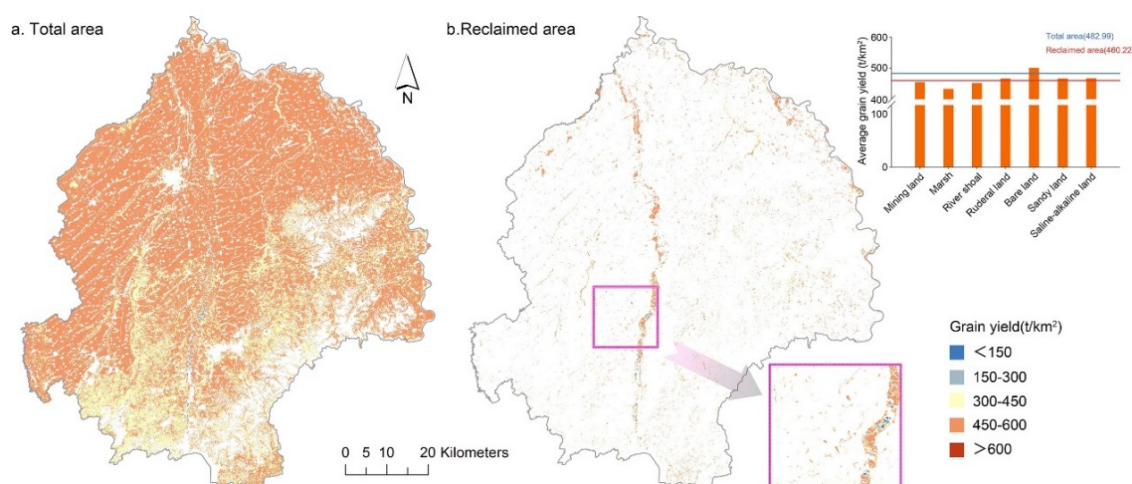 a. Total area
N
0 5 10 20 Kilometers
b.Reclaimed area
Total area(482.99)
Reclaimed area(460.22
Average grain yield (t/km²)
600
500
400
100
0
Mining land
Marsh
River shoal
Ruderal land
Bare land
Sandy land
Saline-alkaline land
Grain yield(t/km²)
<150
150-300
300-450
450-600
>600